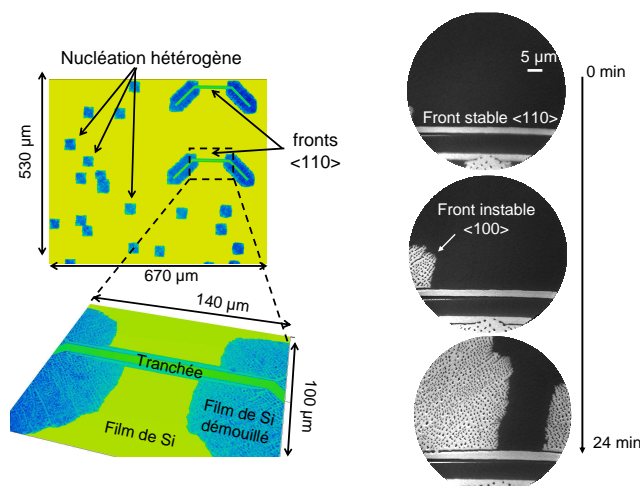 Nucléation hétérogène
530 µm
fronts
<110>
670 µm
140 µm
Tranchée
Film de Si
Film de Si
démouillé
100 µm
5 µm
0 min
Front stable <110>
Front instable
<100>
24 min